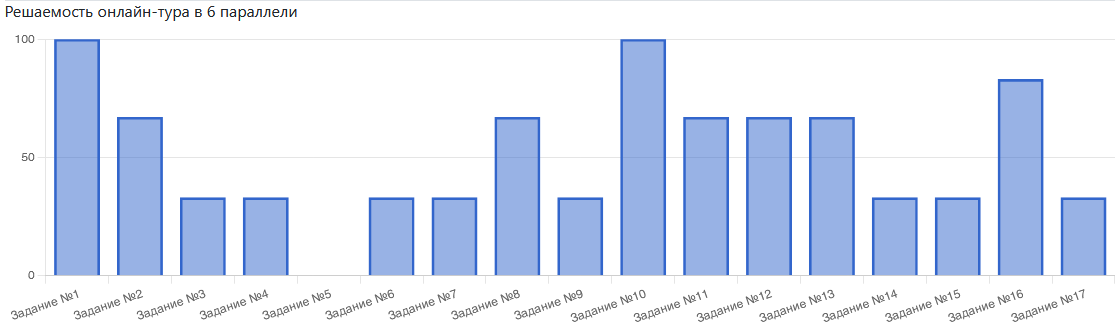 Решаемость онлайн-тура в 6 параллели
100
50
0
Задание №1
Задание №2
Задание №3
Задание №4
Задание №5
Задание №6
Задание №7
Задание №8
Задание №9
Задание №10
Задание №11
Задание №12
Задание №13
Задание №14
Задание №15
Задание №16
Задание №17